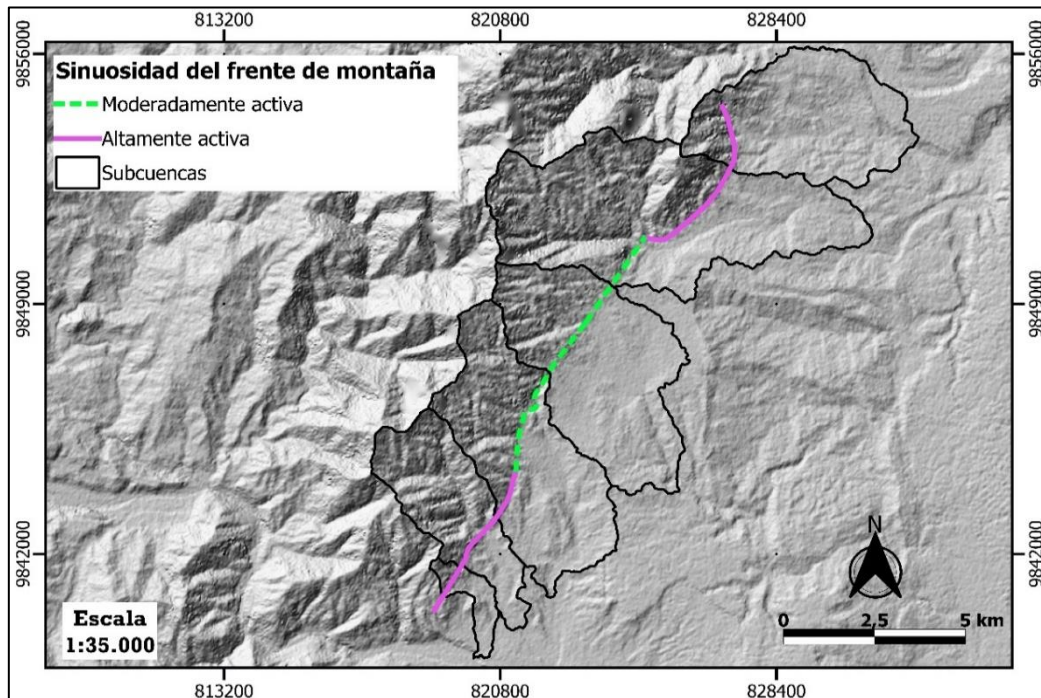 813200 820800 828400
9856000 9856000
Sinuosidad del frente de montaña
Moderadamente activa
Altamente activa
Subcuencas
9849000 9849000
9842000 9842000
N
Escala
1:35.000
0 2,5 5 km
813200 820800 828400